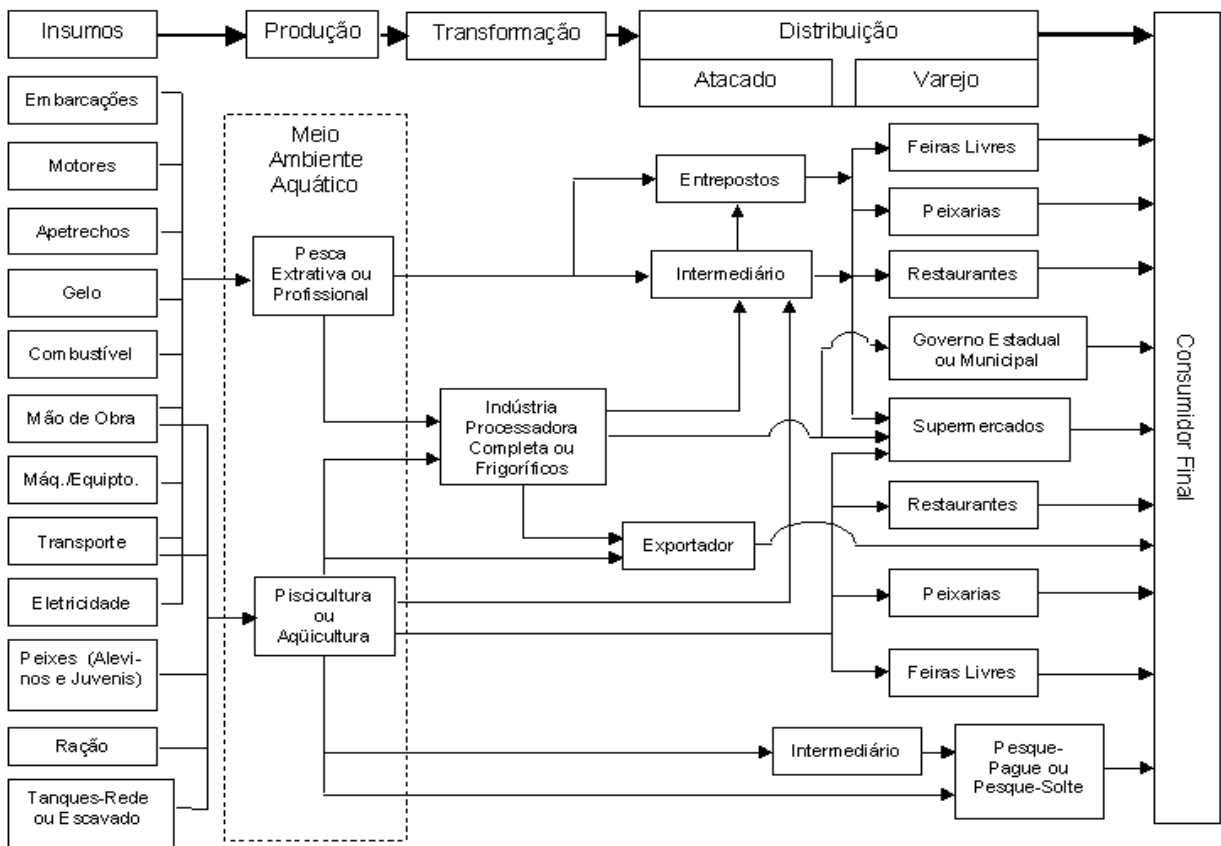 Insumos
Produção
Transformação
Distribuição
Atacado
Varejo
Embarcações
Motores
Apetrechos
Gelo
Combustível
Mão de Obra
Máq./Equipto.
Transporte
Eletricidade
Peixes (Alevi-
nos e Juvenis)
Ração
Tanques-Rede
ou Escavado
Meio
Ambiente
Aquático
Pesca
Extrativa ou
Profissional
Piscicultura
ou
Aqüicultura
Indústria
Processadora
Completa ou
Frigoríficos
Entrepostos
Intermediário
Exportador
Intermediário
Feiras Livres
Peixarias
Restaurantes
Governo Estadual
ou Municipal
Supermercados
Restaurantes
Peixarias
Feiras Livres
Pesque-
Pague ou
Pesque-Solte
Consumidor Final